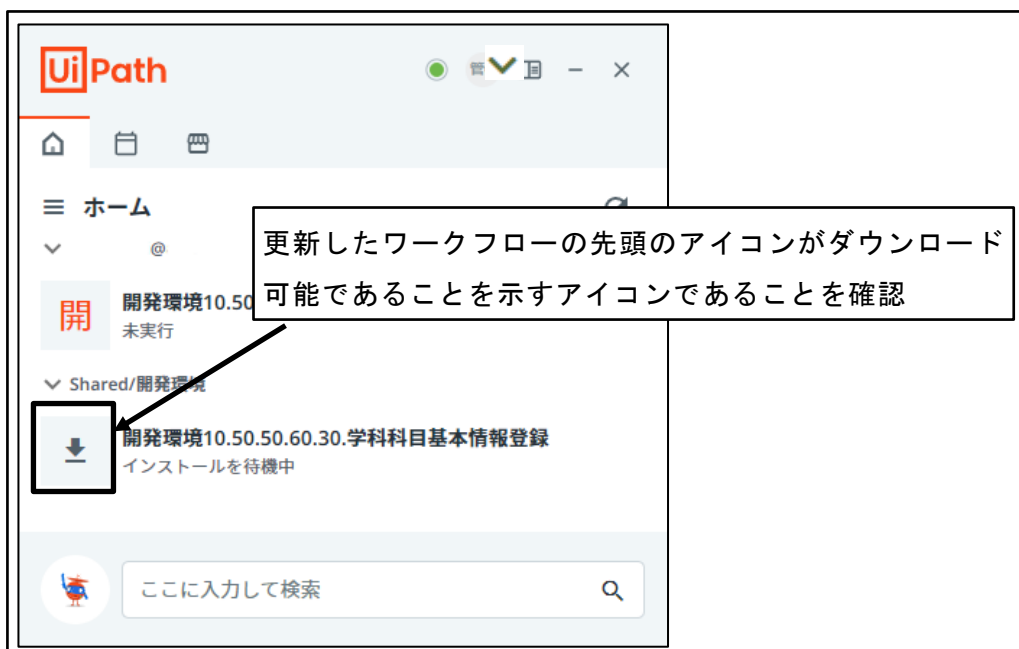 UiPath
管
ホーム
@
更新したワークフローの先頭のアイコンがダウンロード
可能であることを示すアイコンであることを確認
開
開発環境10.50
未実行
Shared/開発環境
開発環境10.50.50.60.30.学科科目基本情報登録
インストールを待機中
ここに入力して検索